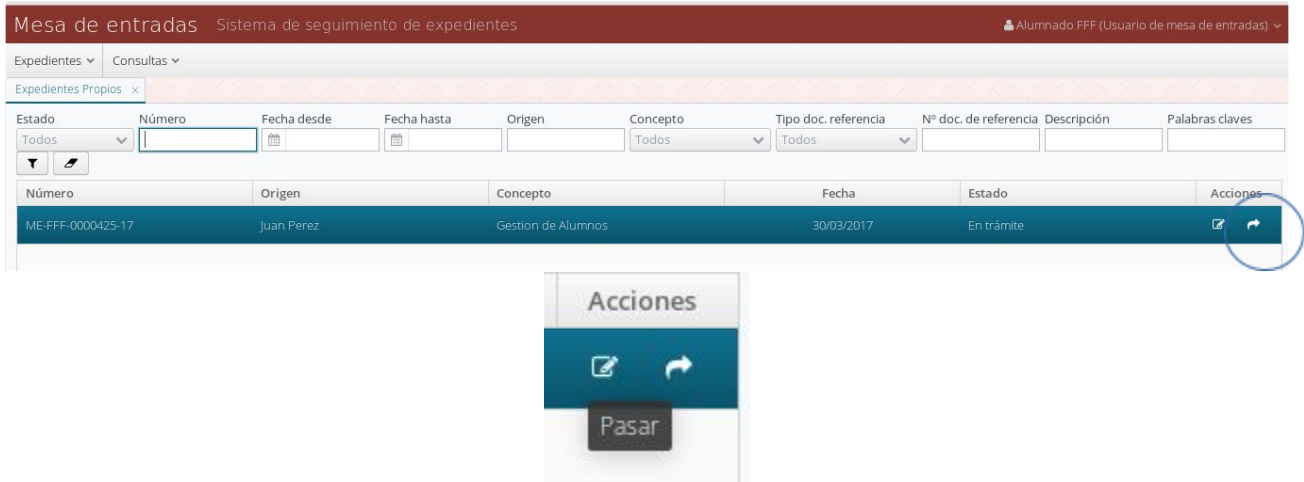 Mesa de entradas Sistema de seguimiento de expedientes Alumnado FFF (Usuario de mesa de entradas)
Expedientes Consultas
Expedientes Propios ×
Estado Número Fecha desde Fecha hasta Origen Concepto Tipo doc. referencia Nº doc. de referencia Descripción Palabras claves
Todos Todos Todos
Número Origen Concepto Fecha Estado Acciones
ME-FFF-0000425-17 Juan Perez Gestion de Alumnos 30/03/2017 En trámite
Acciones
Pasar